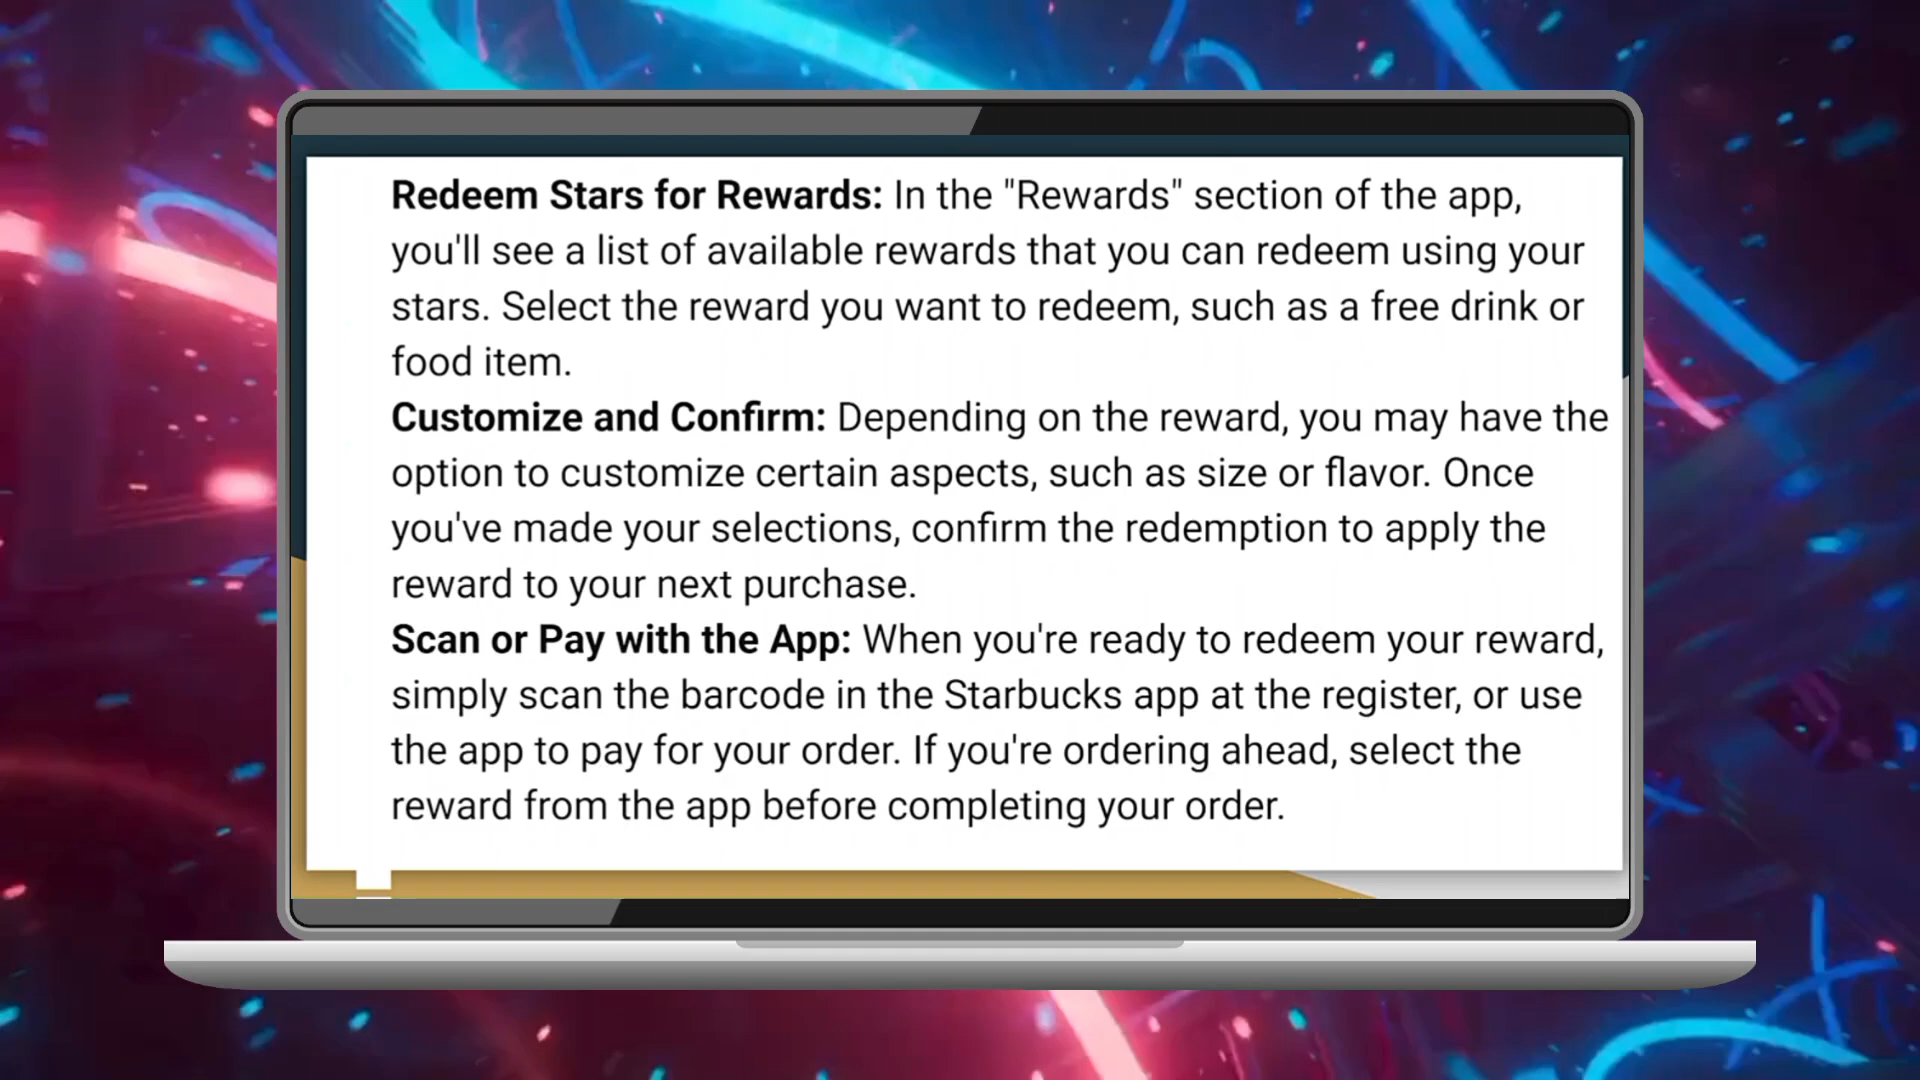 Redeem Stars for Rewards: In the "Rewards" section of the app,
you'll see a list of available rewards that you can redeem using your
stars. Select the reward you want to redeem, such as a free drink or
food item.
Customize and Confirm: Depending on the reward, you may have the
option to customize certain aspects, such as size or flavor. Once
you've made your selections, confirm the redemption to apply the
reward to your next purchase.
Scan or Pay with the App: When you're ready to redeem your reward,
simply scan the barcode in the Starbucks app at the register, or use
the app to pay for your order. If you're ordering ahead, select the
reward from the app before completing your order.